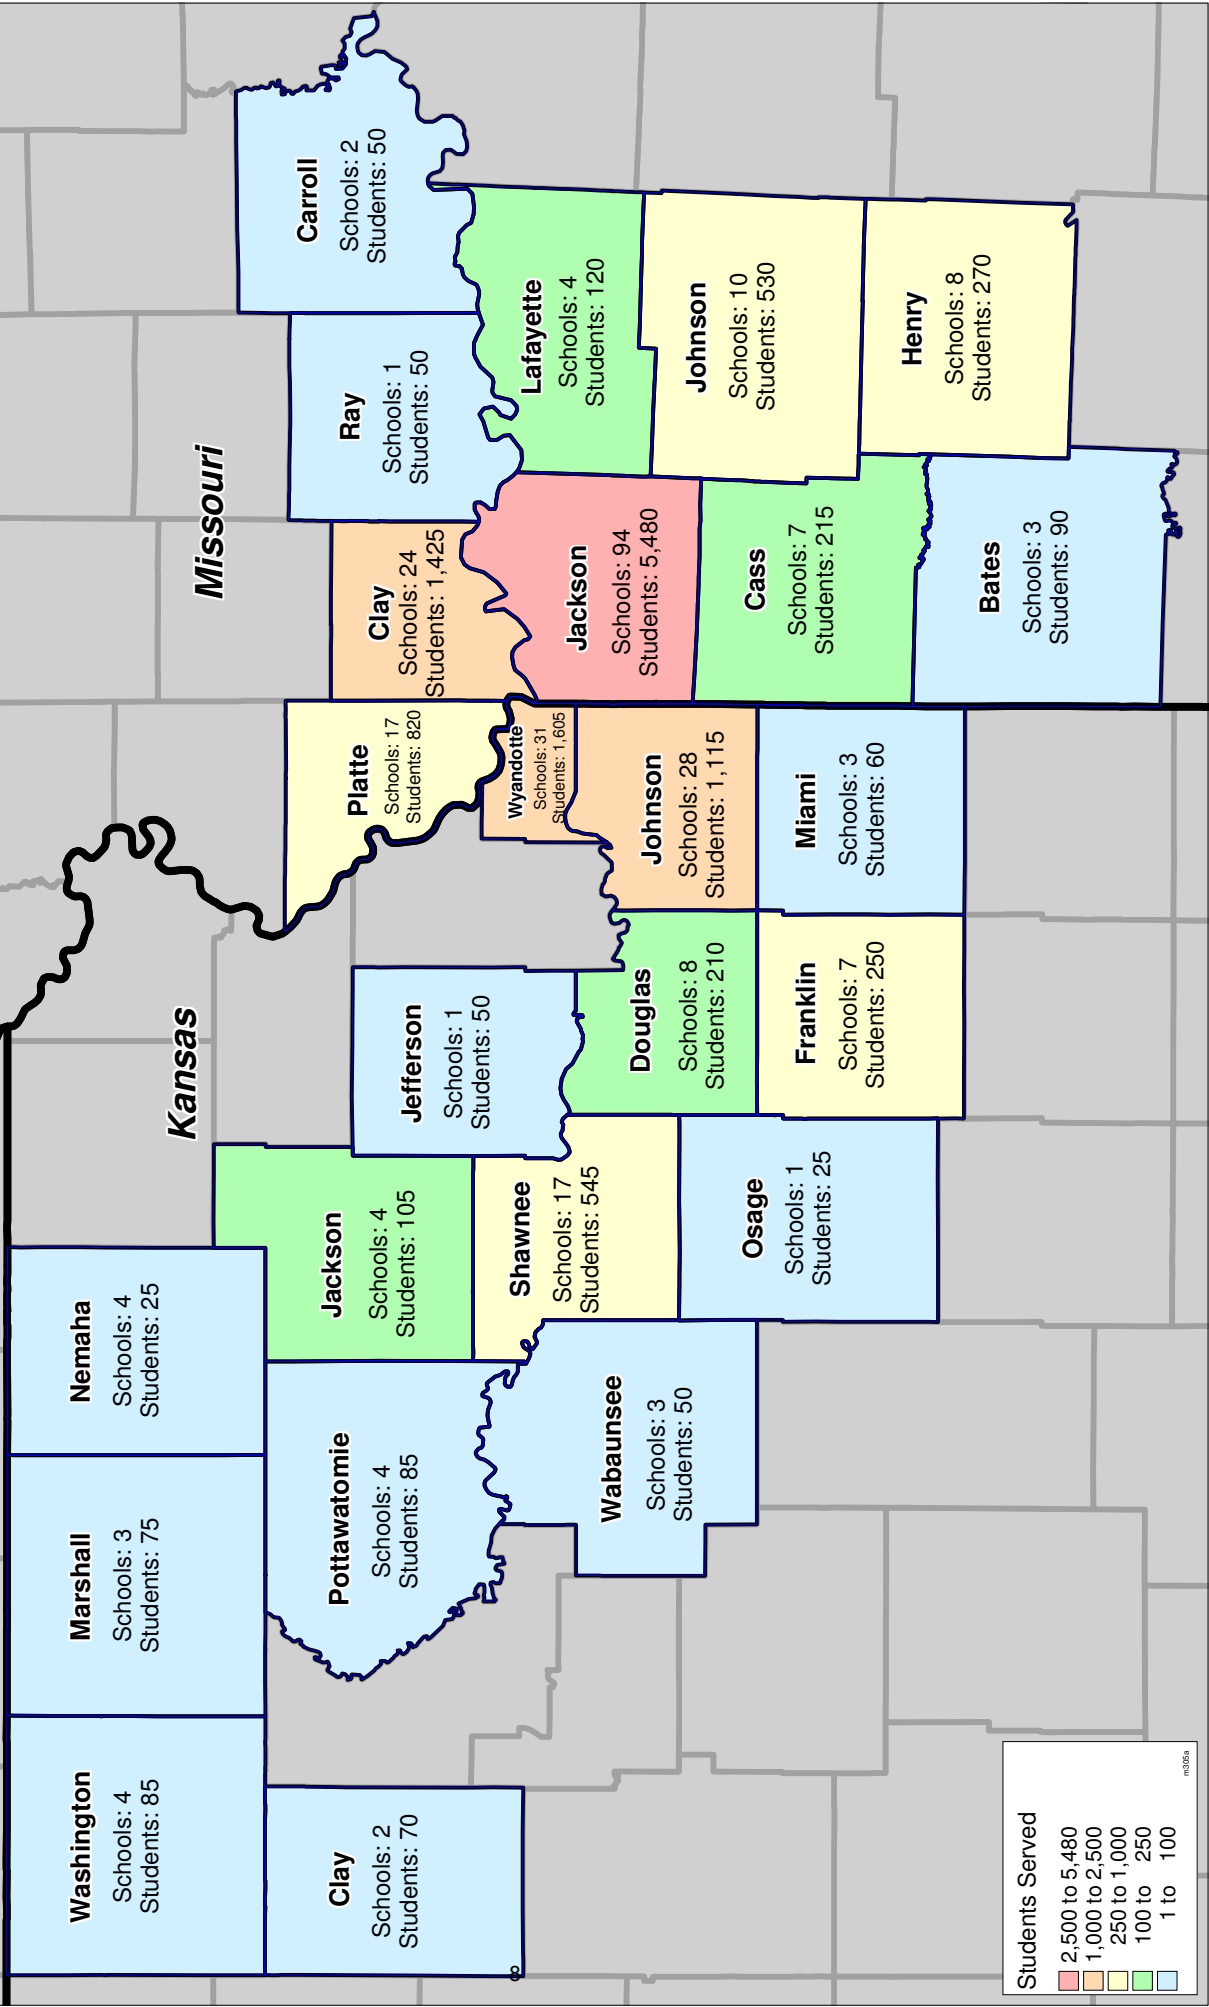 Missouri
Kansas
Washington
Schools: 4
Students: 85
Marshall
Schools: 3
Students: 75
Nemaha
Schools: 4
Students: 25
Clay
Schools: 2
Students: 70
Pottawatomie
Schools: 4
Students: 85
Jackson
Schools: 4
Students: 105
Jefferson
Schools: 1
Students: 50
Shawnee
Schools: 17
Students: 545
Wabaunsee
Schools: 3
Students: 50
Osage
Schools: 1
Students: 25
Douglas
Schools: 8
Students: 210
Franklin
Schools: 7
Students: 250
Wyandotte
Schools: 31
Students: 1,605
Johnson
Schools: 28
Students: 1,115
Miami
Schools: 3
Students: 60
Platte
Schools: 17
Students: 820
Clay
Schools: 24
Students: 1,425
Ray
Schools: 1
Students: 50
Carroll
Schools: 2
Students: 50
Jackson
Schools: 94
Students: 5,480
Lafayette
Schools: 4
Students: 120
Cass
Schools: 7
Students: 215
Johnson
Schools: 10
Students: 530
Bates
Schools: 3
Students: 90
Henry
Schools: 8
Students: 270
Students Served
2,500 to 5,480
1,000 to 2,500
250 to 1,000
100 to 250
1 to 100
m305a
8